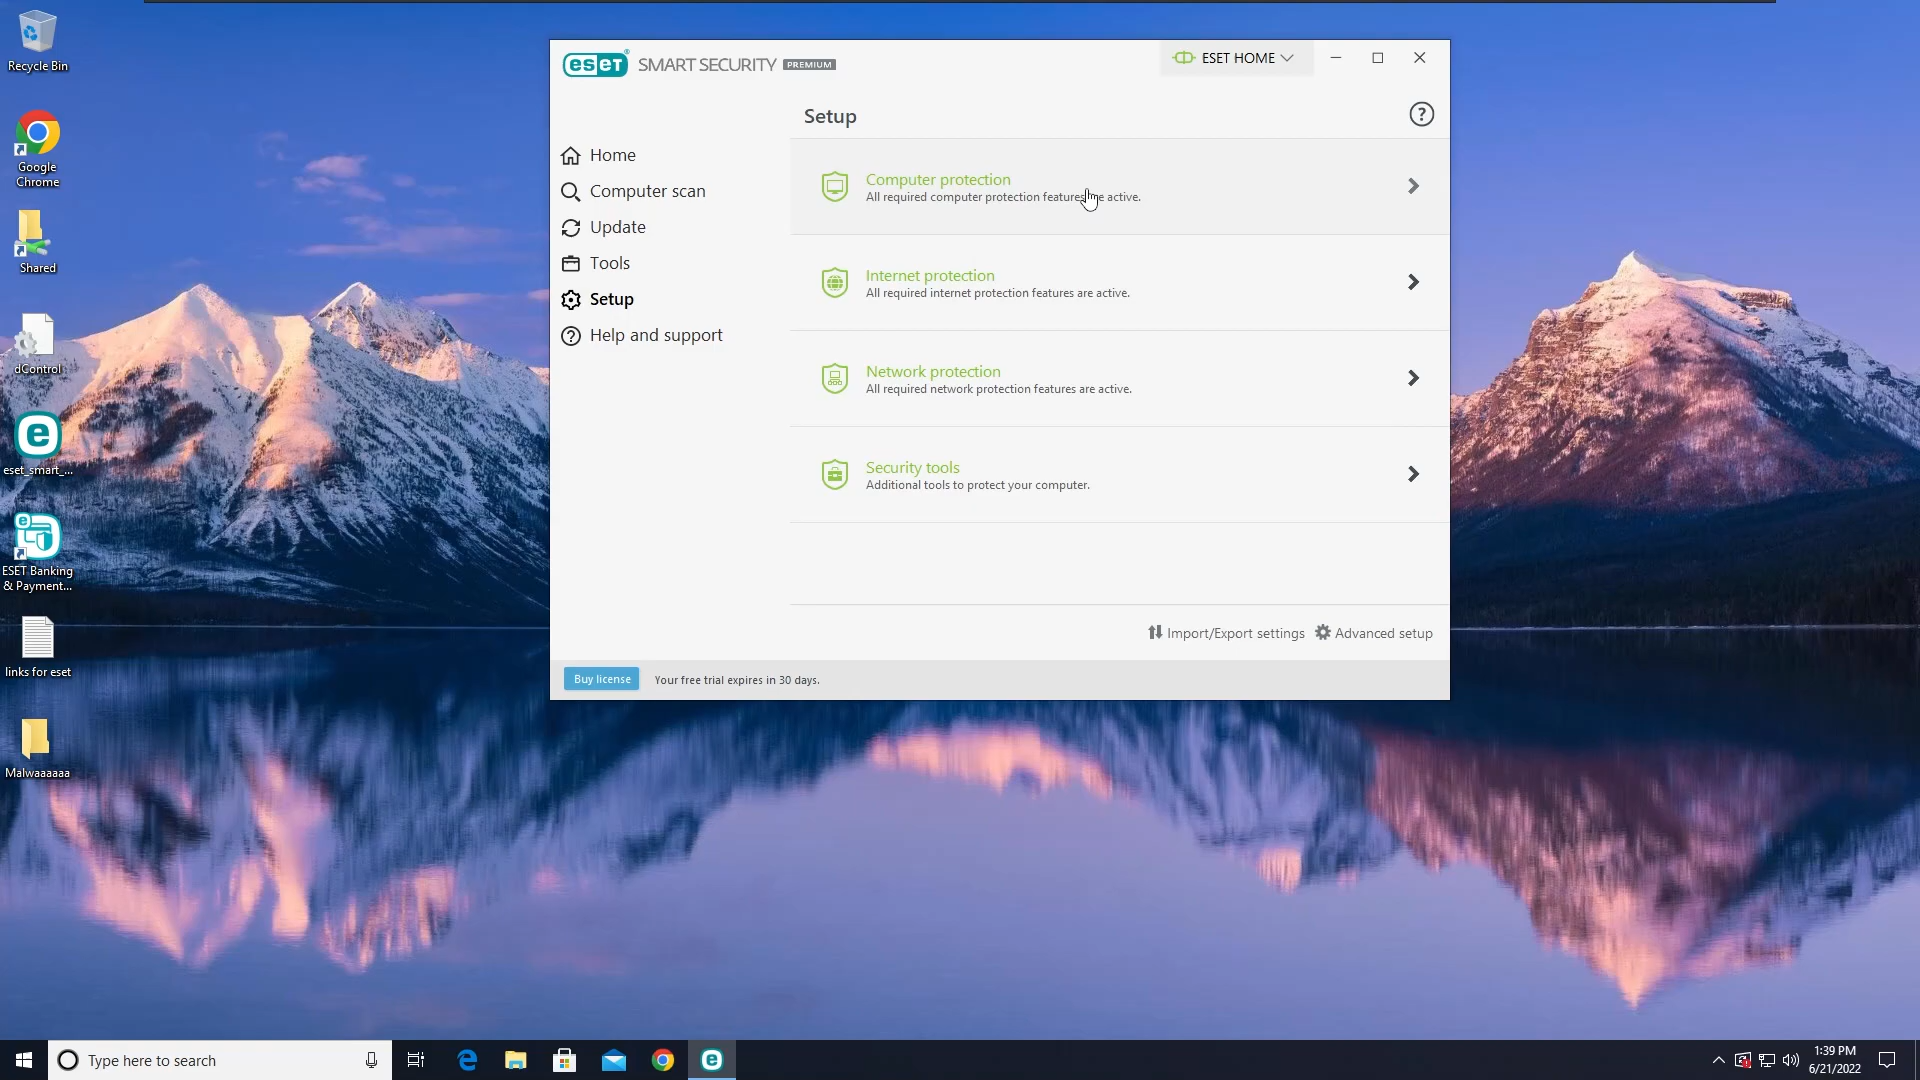 Recycle Bin
Google
Chrome
Shared
dControl
eset_smart_...
ESET Banking
& Payment...
links for eset
Malwaaaaaa
eset® SMART SECURITY PREMIUM
ESET HOME
Home
Computer scan
Update
Tools
Setup
Help and support
Setup
Computer protection
All required computer protection features are active.
Internet protection
All required internet protection features are active.
Network protection
All required network protection features are active.
Security tools
Additional tools to protect your computer.
Import/Export settings
Advanced setup
Buy license
Your free trial expires in 30 days.
Type here to search
1:39 PM
6/21/2022